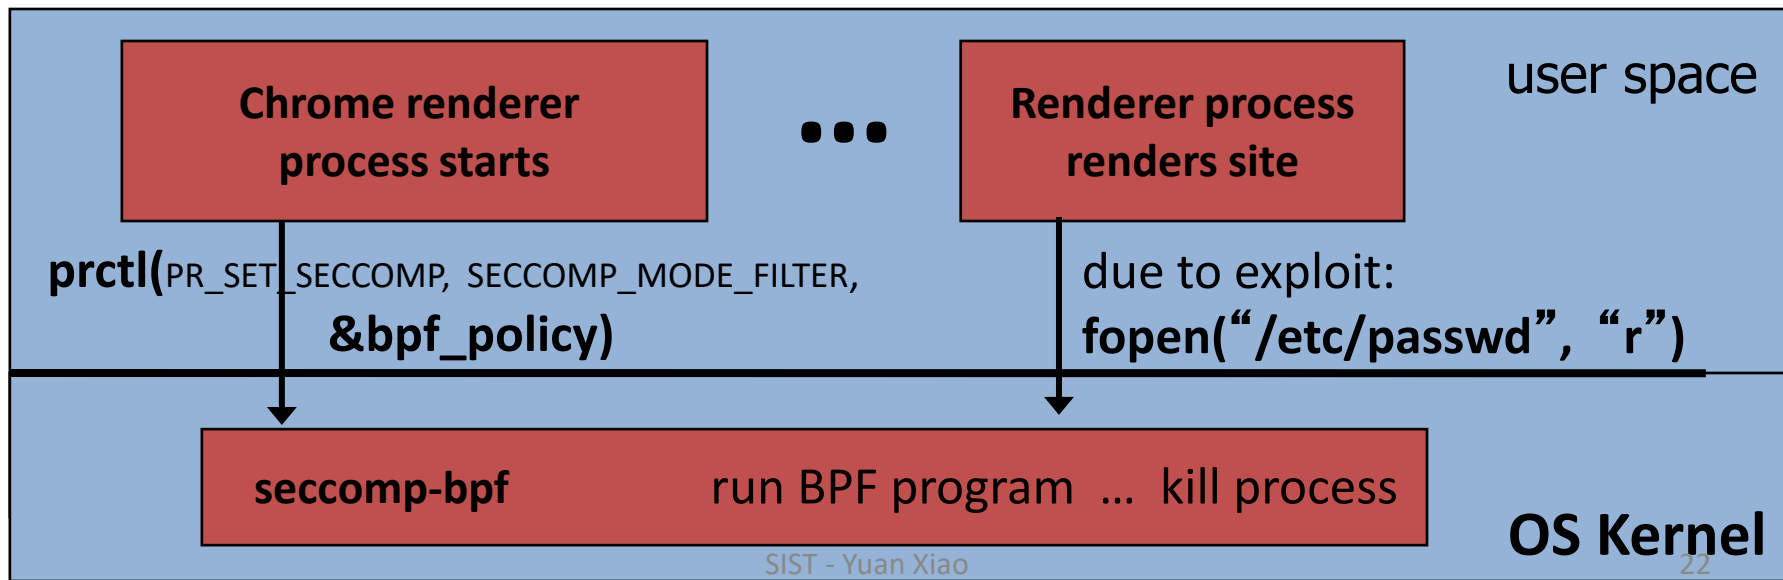 Chrome renderer
process starts
...
Renderer process
renders site
user space
prctl(PR_SET_SECCOMP, SECCOMP_MODE_FILTER,
&bpf_policy)
due to exploit:
fopen(“/etc/passwd”, “r”)
seccomp-bpf
run BPF program ... kill process
OS Kernel
SIST - Yuan Xiao
22